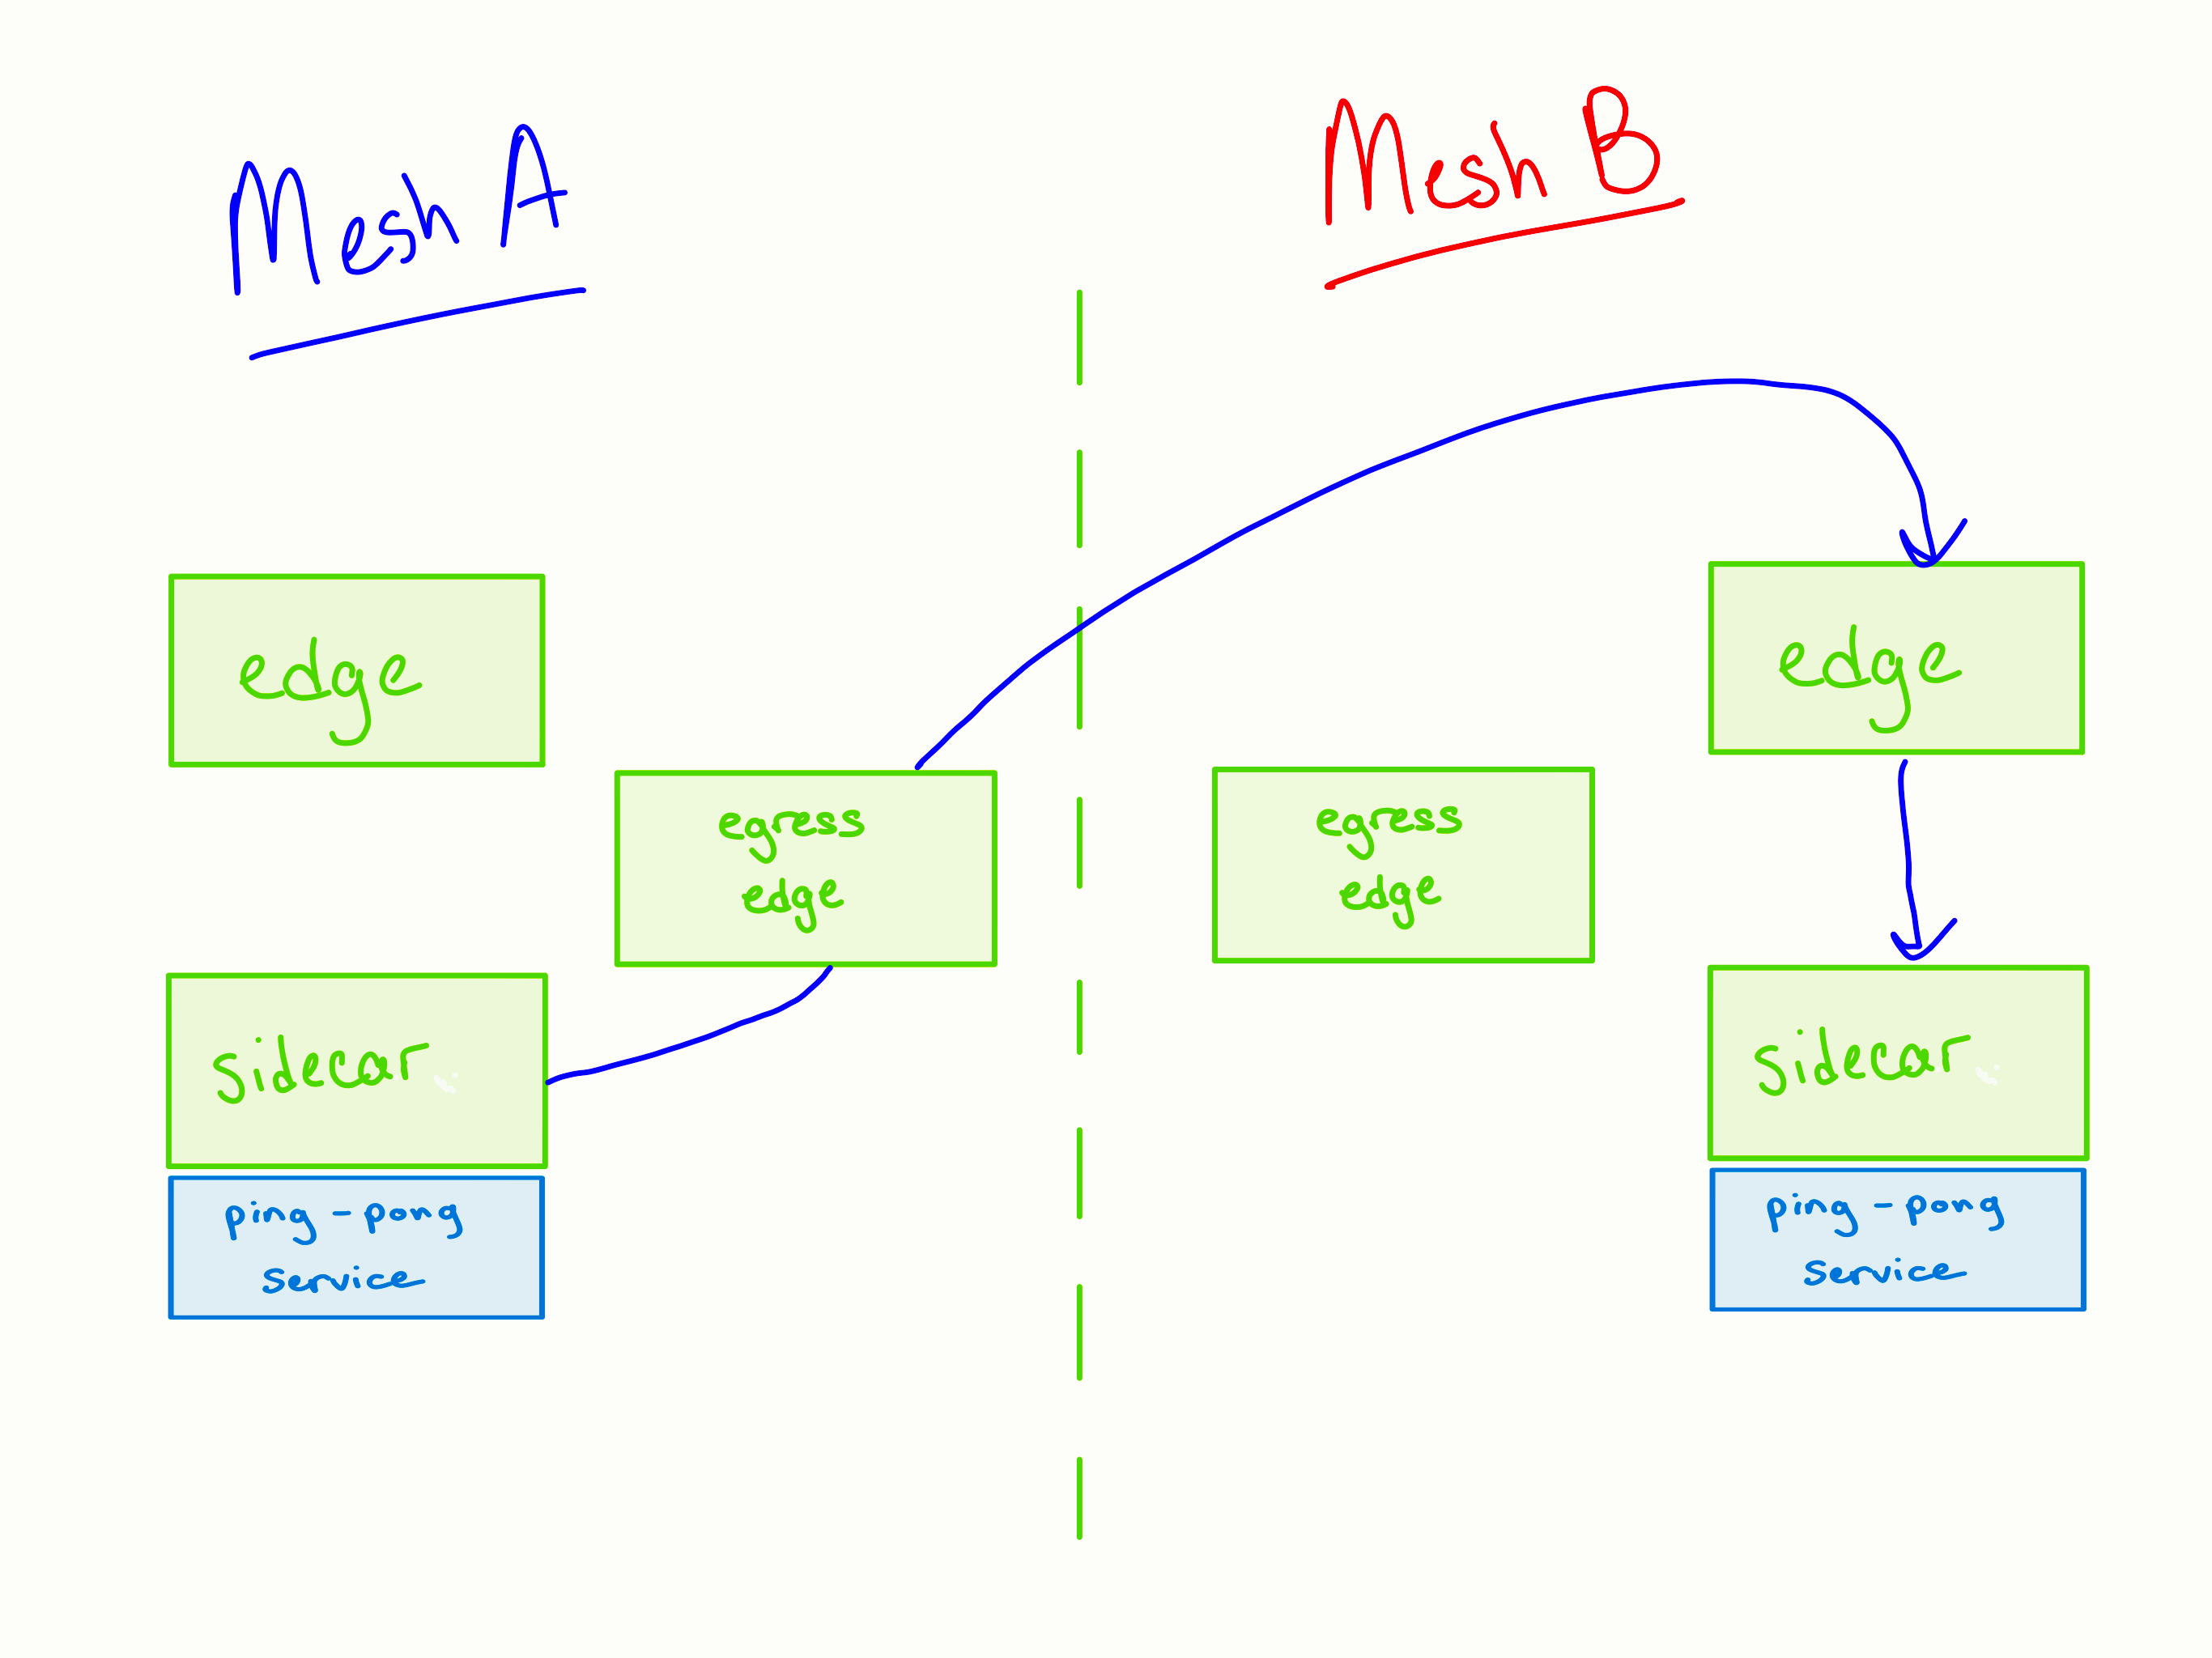 Mesh A
Mesh B
edge
edge
egress
edge
egress
edge
sidecar
sidecar
ping-pong
service
ping-pong
service